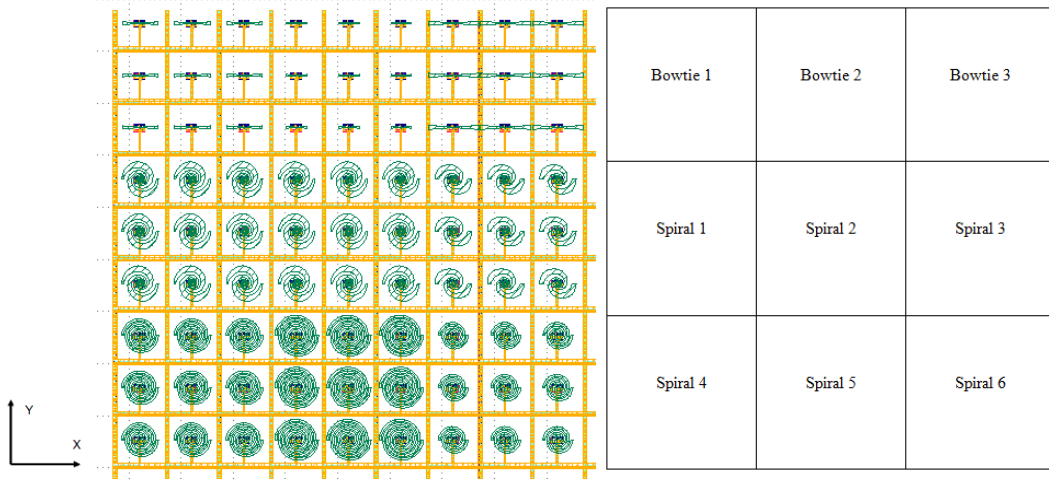 Bowtie 1 Bowtie 2 Bowtie 3
Spiral 1 Spiral 2 Spiral 3
Spiral 4 Spiral 5 Spiral 6
Y
X